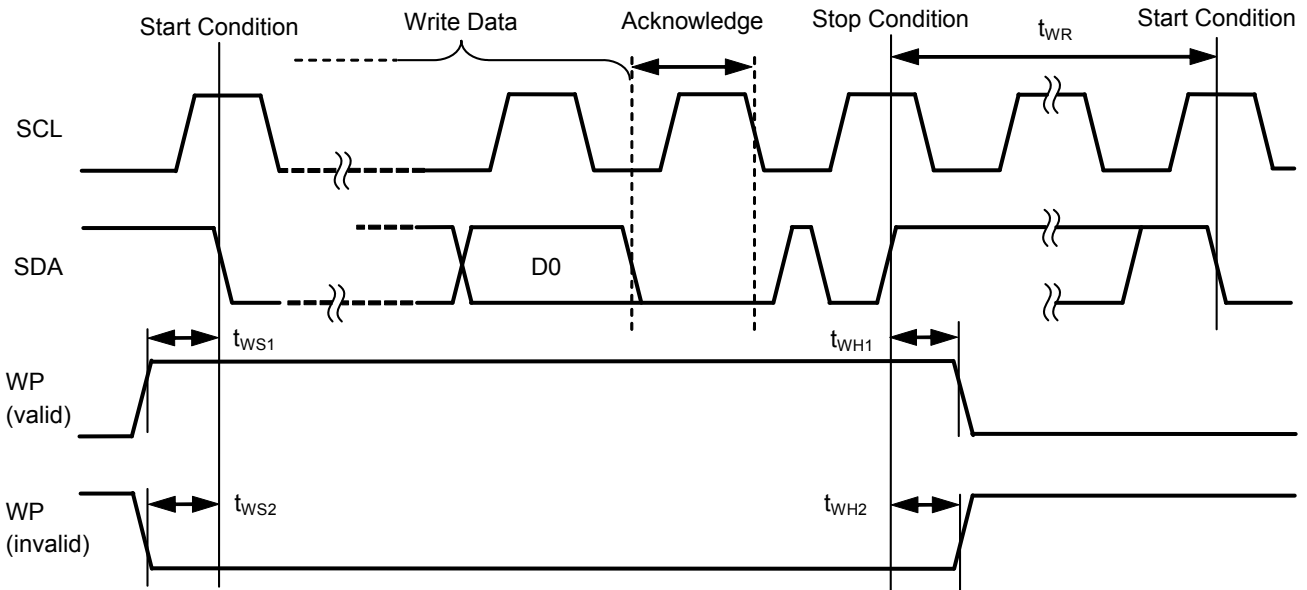 Start Condition
Write Data
Acknowledge
Stop Condition
Start Condition
tWR
SCL
SDA
D0
tWS1
tWH1
WP
(valid)
tWS2
tWH2
WP
(invalid)